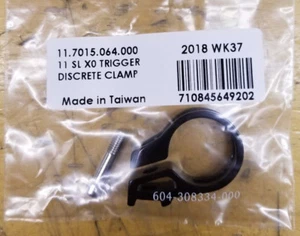 11.7015.064.000
2018 WK37
11 SL X0 TRIGGER
DISCRETE CLAMP
Made in Taiwan
710845649202
604-308334-000